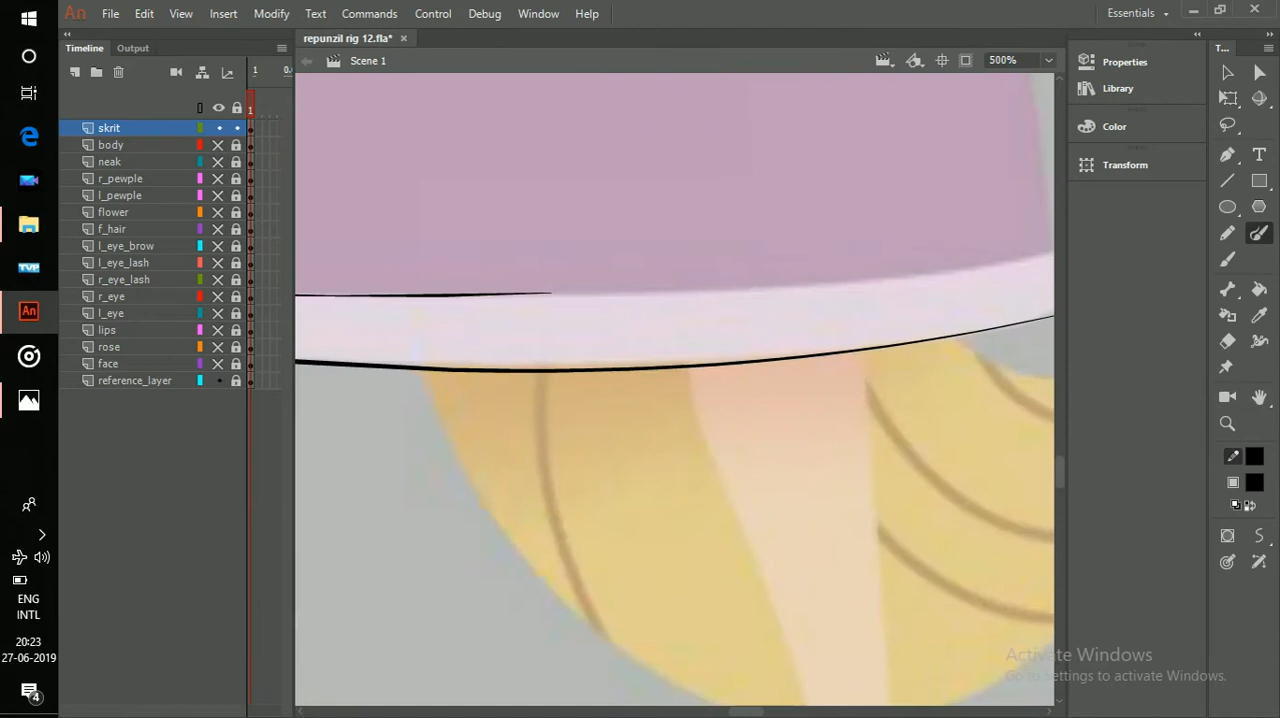 An File Edit View Insert Modify Text Commands Control Debug Window Help Essentials
Timeline Output
repunzil rig 12.fla* ×
Scene 1
500%
1
T...
Properties
Library
Color
Transform
skrit
body
neak
r_pewple
l_pewple
flower
f_hair
l_eye_brow
l_eye_lash
r_eye_lash
r_eye
l_eye
lips
rose
face
reference_layer
TVP
An
ENG
INTL
20:23
27-06-2019
4
Activate Windows
Go to Settings to activate Windows.